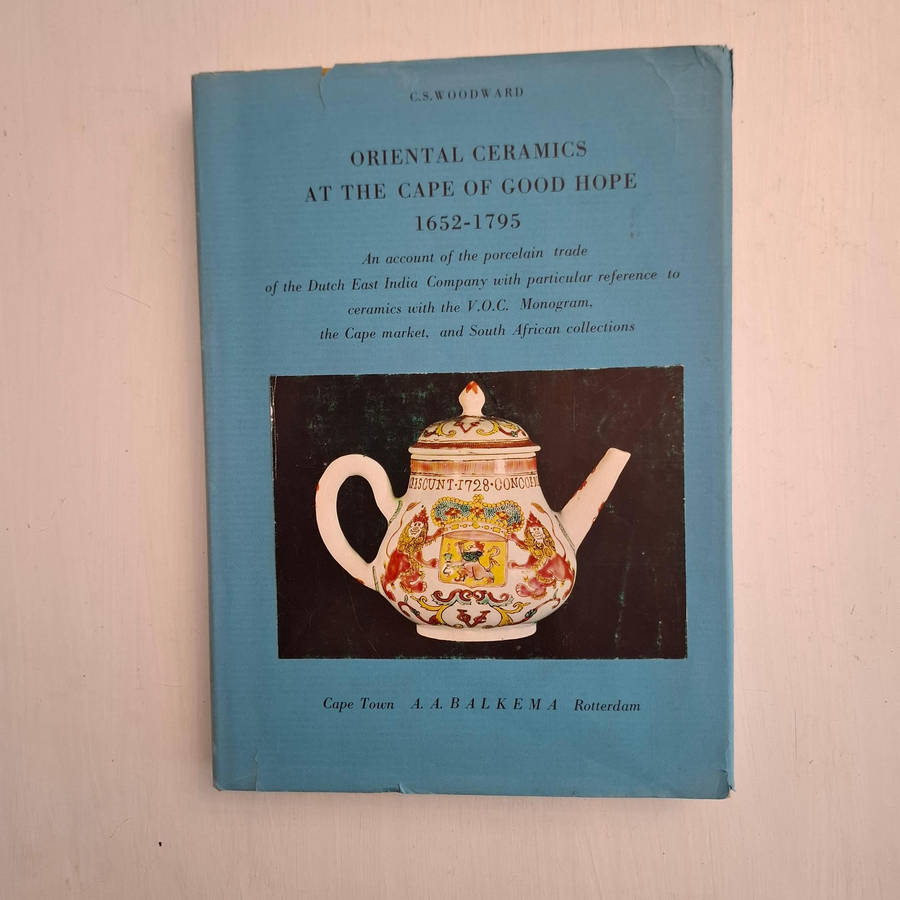 C.S.WOODWARD
ORIENTAL CERAMICS
AT THE CAPE OF GOOD HOPE
1652-1795
An account of the porcelain trade
of the Dutch East India Company with particular reference to
ceramics with the V.O.C. Monogram,
the Cape market, and South African collections
ESCUNT·1728·CONCOR
Cape Town A. A. BALKEMA Rotterdam